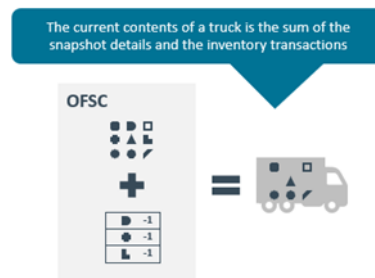 The current contents of a truck is the sum of the
snapshot details and the inventory transactions
OFSC
-1
-1
-1